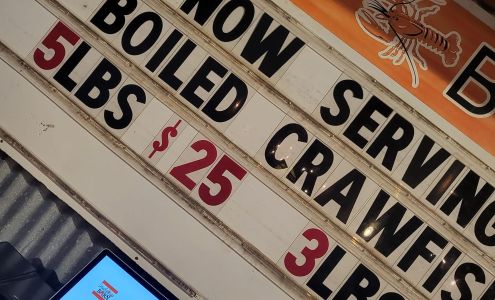 NOW SERVING
BOILED CRAWFIS
5LBS $25 3LBS
B